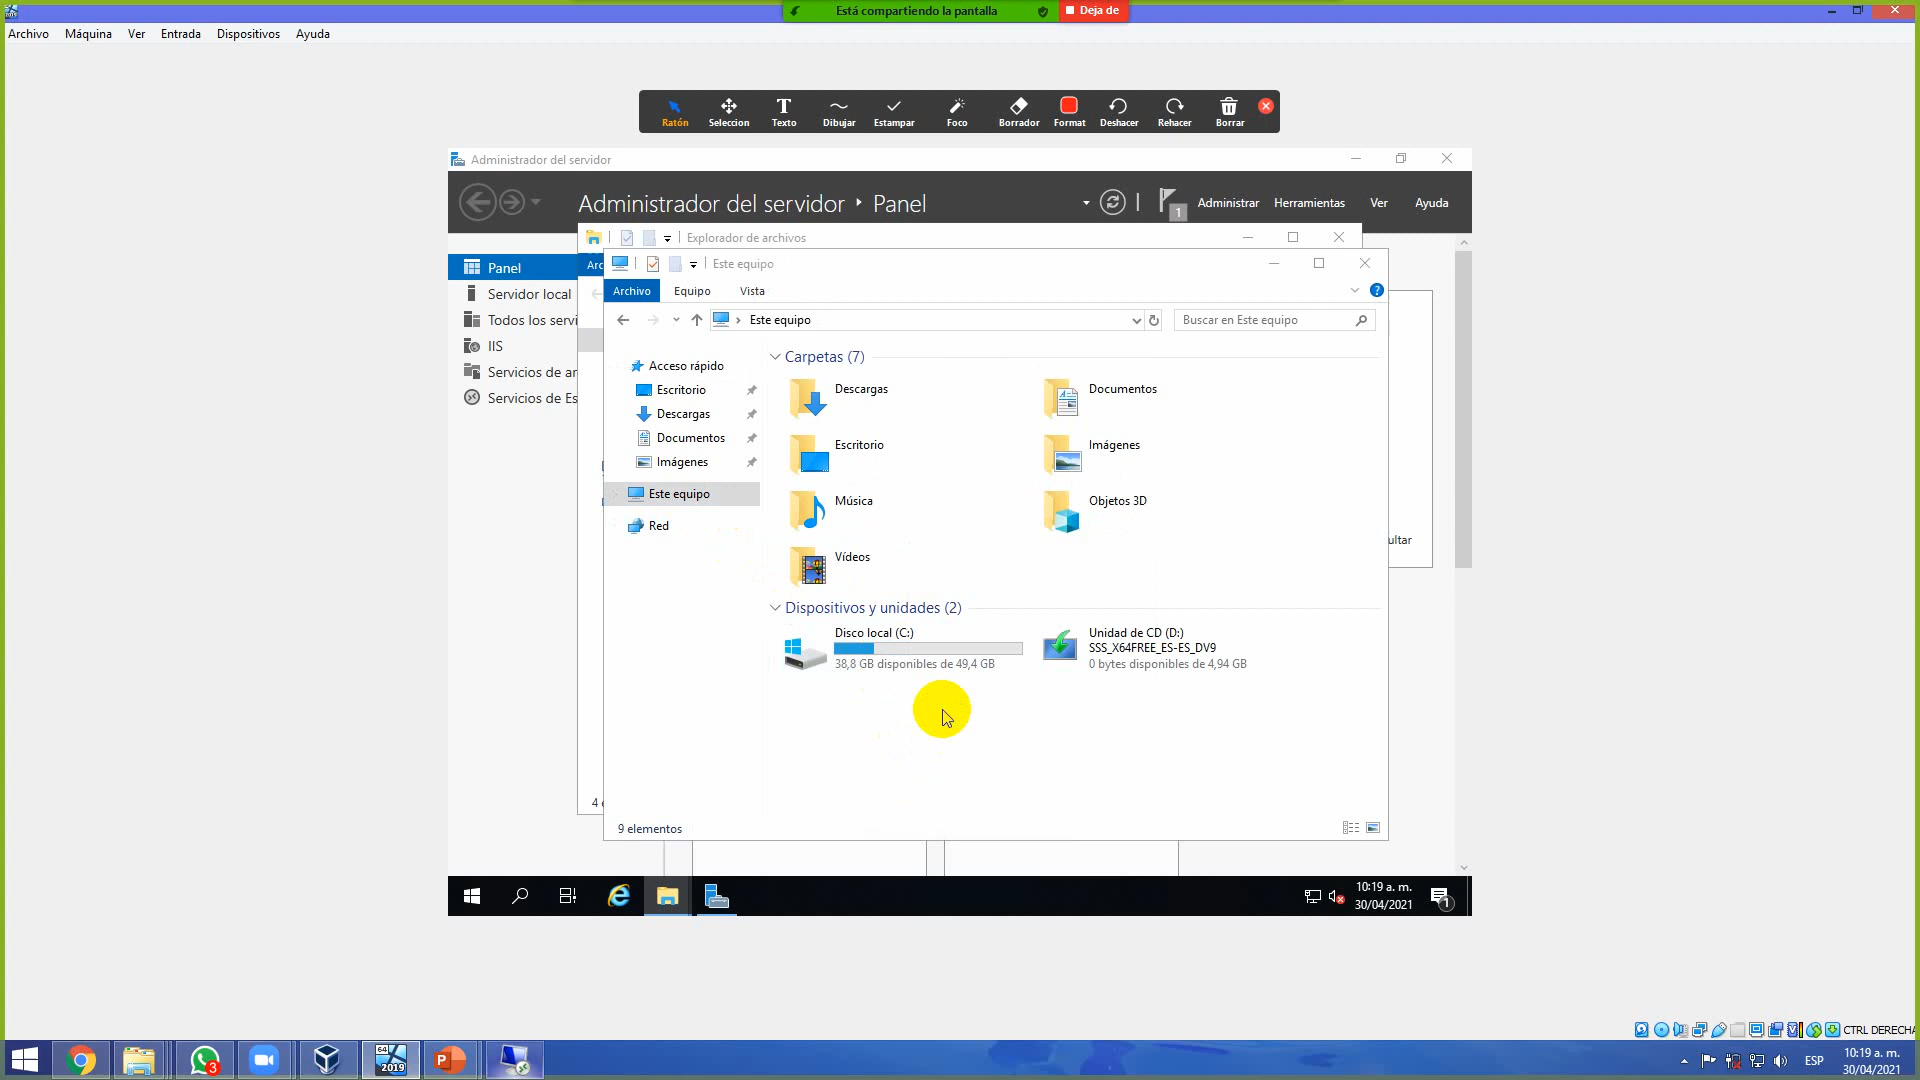 Está compartiendo la pantalla
Deja de
Archivo Máquina Ver Entrada Dispositivos Ayuda
Ratón Seleccion Texto Dibujar Estampar Foco Borrador Format Deshacer Rehacer Borrar
Administrador del servidor
Administrador del servidor Panel
1 Administrar Herramientas Ver Ayuda
Explorador de archivos
Este equipo
Archivo Equipo Vista
Este equipo
Buscar en Este equipo
Panel
Servidor local
Todos los servi
IIS
Servicios de ar
Servicios de Es
Acceso rápido
Escritorio
Descargas
Documentos
Imágenes
Este equipo
Red
Carpetas (7)
Descargas
Documentos
Escritorio
Imágenes
Música
Objetos 3D
Vídeos
Dispositivos y unidades (2)
Disco local (C:)
38,8 GB disponibles de 49,4 GB
Unidad de CD (D:)
SSS_X64FREE_ES-ES_DV9
0 bytes disponibles de 4,94 GB
ultar
4 e
9 elementos
10:19 a. m.
30/04/2021
1
CTRL DERECHA
3
64
2019
ESP
10:19 a. m.
30/04/2021